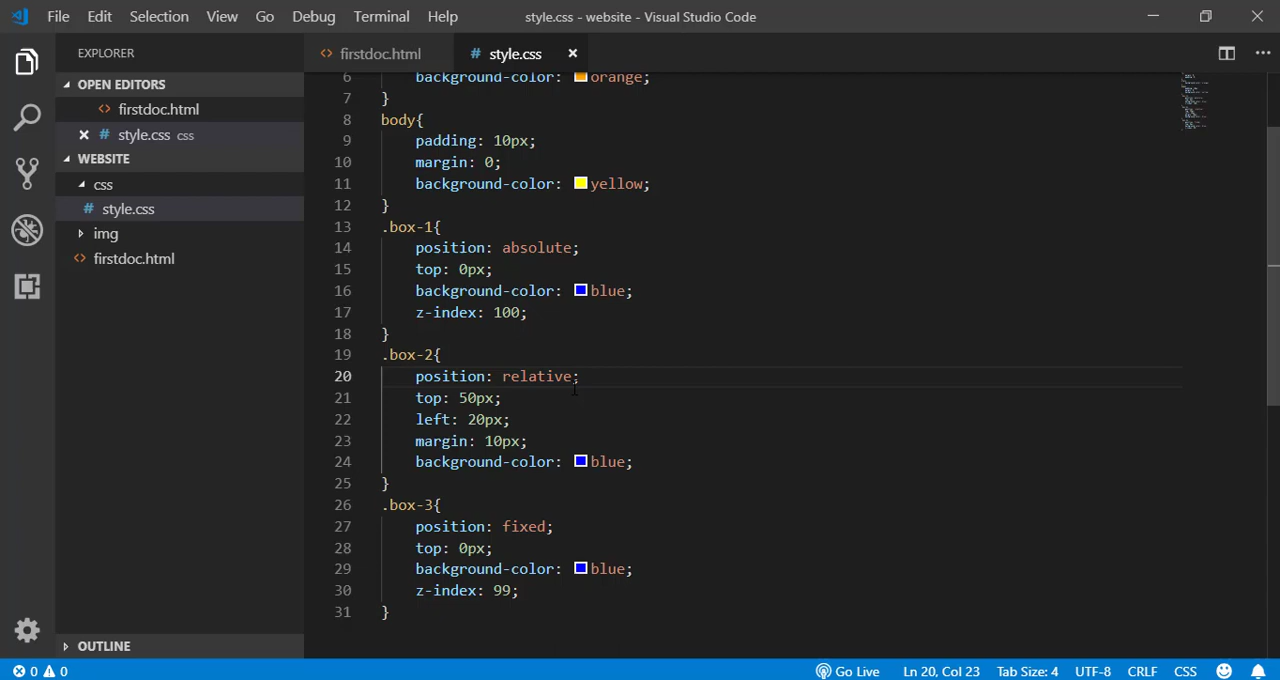 File Edit Selection View Go Debug Terminal Help style.css - website - Visual Studio Code
EXPLORER
OPEN EDITORS
firstdoc.html
style.css css
WEBSITE
css
# style.css
img
firstdoc.html
OUTLINE
firstdoc.html # style.css
6 background-color: orange;
7 }
8 body{
9 padding: 10px;
10 margin: 0;
11 background-color: yellow;
12 }
13 .box-1{
14 position: absolute;
15 top: 0px;
16 background-color: blue;
17 z-index: 100;
18 }
19 .box-2{
20 position: relative;
21 top: 50px;
22 left: 20px;
23 margin: 10px;
24 background-color: blue;
25 }
26 .box-3{
27 position: fixed;
28 top: 0px;
29 background-color: blue;
30 z-index: 99;
31 }
0 0 Go Live Ln 20, Col 23 Tab Size: 4 UTF-8 CRLF CSS